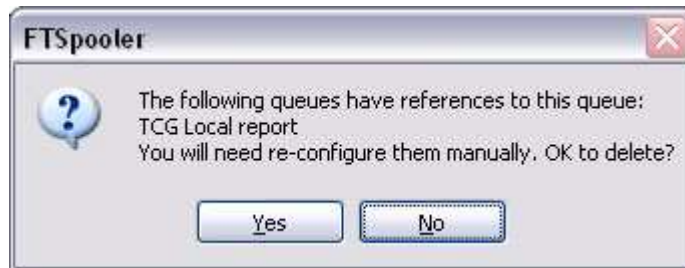 FTSpooler
The following queues have references to this queue:
TCG Local report
You will need re-configure them manually. OK to delete?
Yes
No